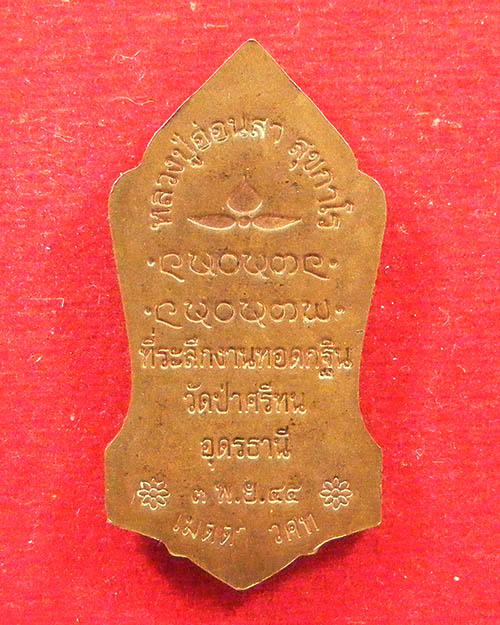 หลวงปู่อ่อนสา สุขกาโร
ที่ระลึกงานทอดกฐิน
วัดป่าศรีทน
อุดรธานี
๓ พ.ย. ๔๕
เมตตา